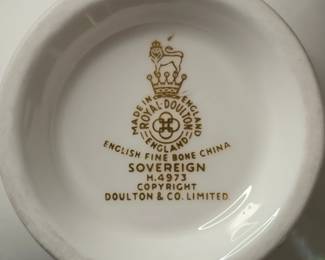 MADE IN ENGLAND
ROYAL DOULTON
ENGLAND
ENGLISH FINE BONE CHINA
SOVEREIGN
H.4973
COPYRIGHT
DOULTON & CO. LIMITED